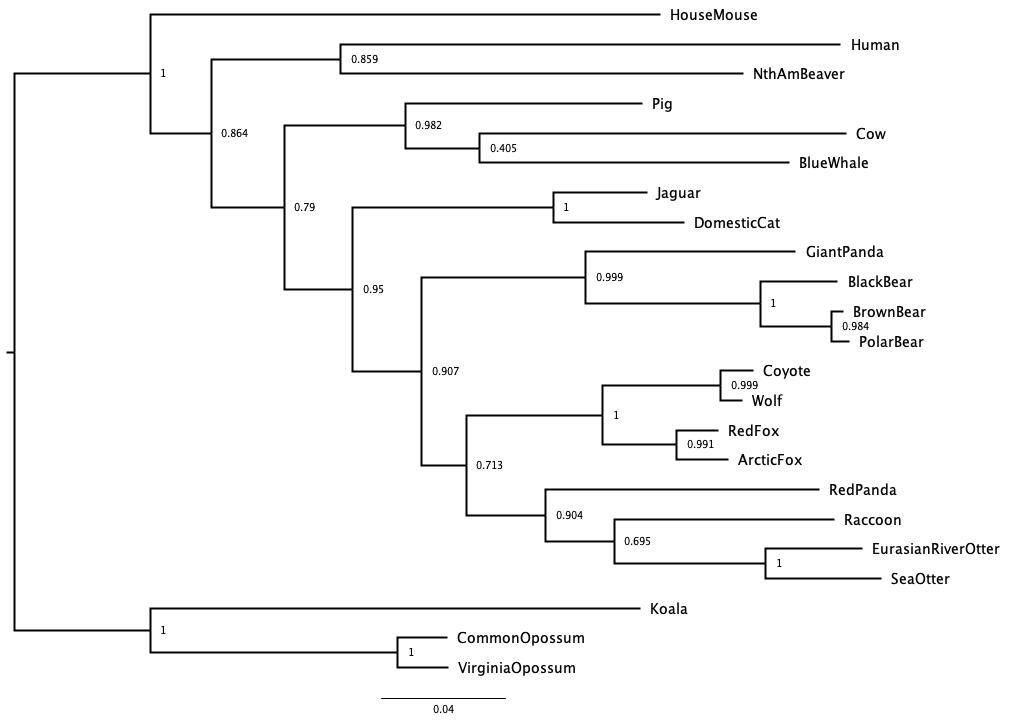 HouseMouse
Human
0.859
NthAmBeaver
1
Pig
0.982
Cow
0.864
0.405
BlueWhale
Jaguar
0.79
1
DomesticCat
GiantPanda
0.999
BlackBear
0.95
1
BrownBear
0.984
PolarBear
0.907
Coyote
0.999
Wolf
1
RedFox
0.991
ArcticFox
0.713
RedPanda
0.904
Raccoon
0.695
EurasianRiverOtter
1
SeaOtter
Koala
1
CommonOpossum
1
VirginiaOpossum
0.04